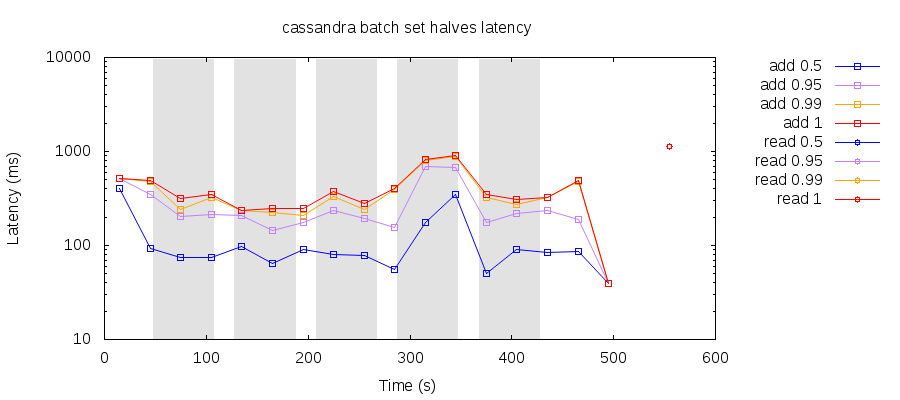 cassandra batch set halves latency
10000
1000
100
10
Latency (ms)
0 100 200 300 400 500 600
Time (s)
add 0.5
add 0.95
add 0.99
add 1
read 0.5
read 0.95
read 0.99
read 1